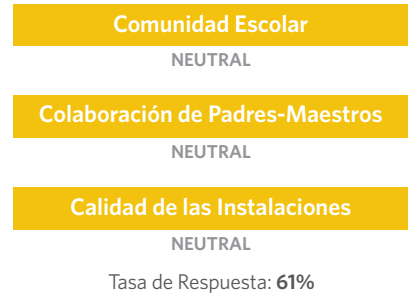 Comunidad Escolar
NEUTRAL
Colaboración de Padres-Maestros
NEUTRAL
Calidad de las Instalaciones
NEUTRAL
Tasa de Respuesta: 61%